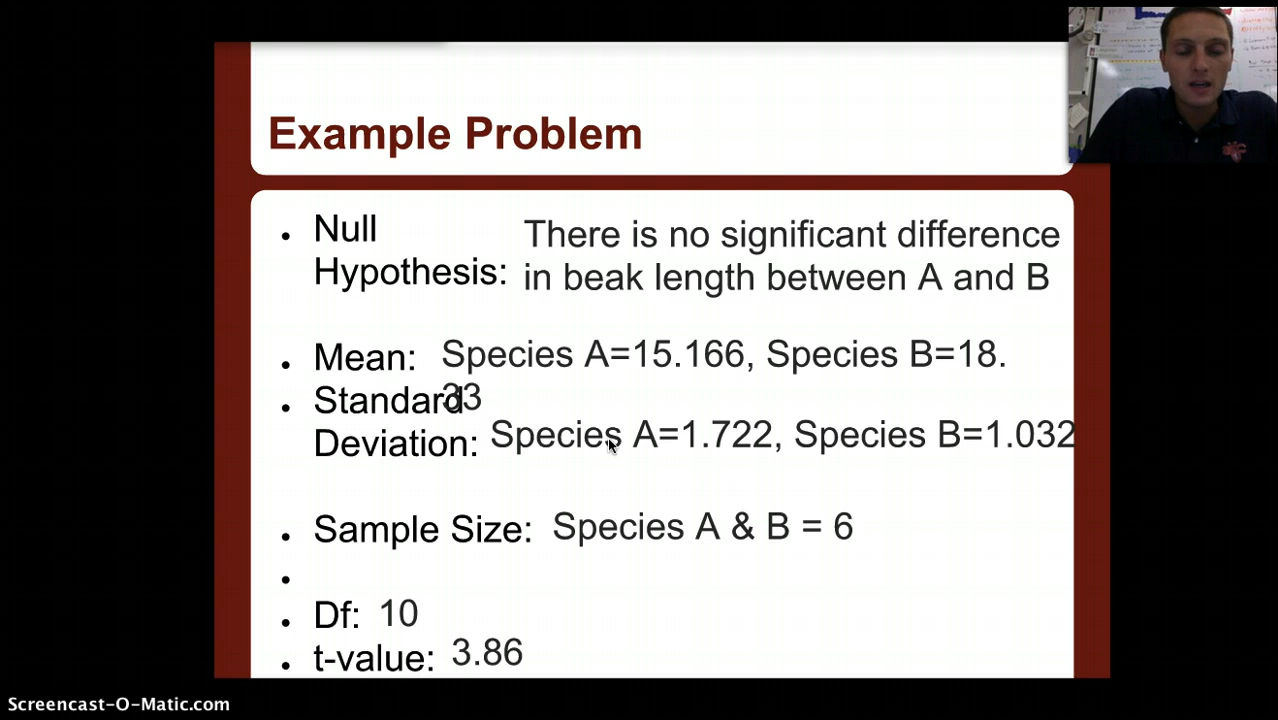 Example Problem
• Null
Hypothesis:
There is no significant difference
in beak length between A and B
• Mean: Species A=15.166, Species B=18.
33
• Standard
Deviation: Species A=1.722, Species B=1.032
• Sample Size: Species A & B = 6
•
• Df: 10
• t-value: 3.86
Screencast-O-Matic.com